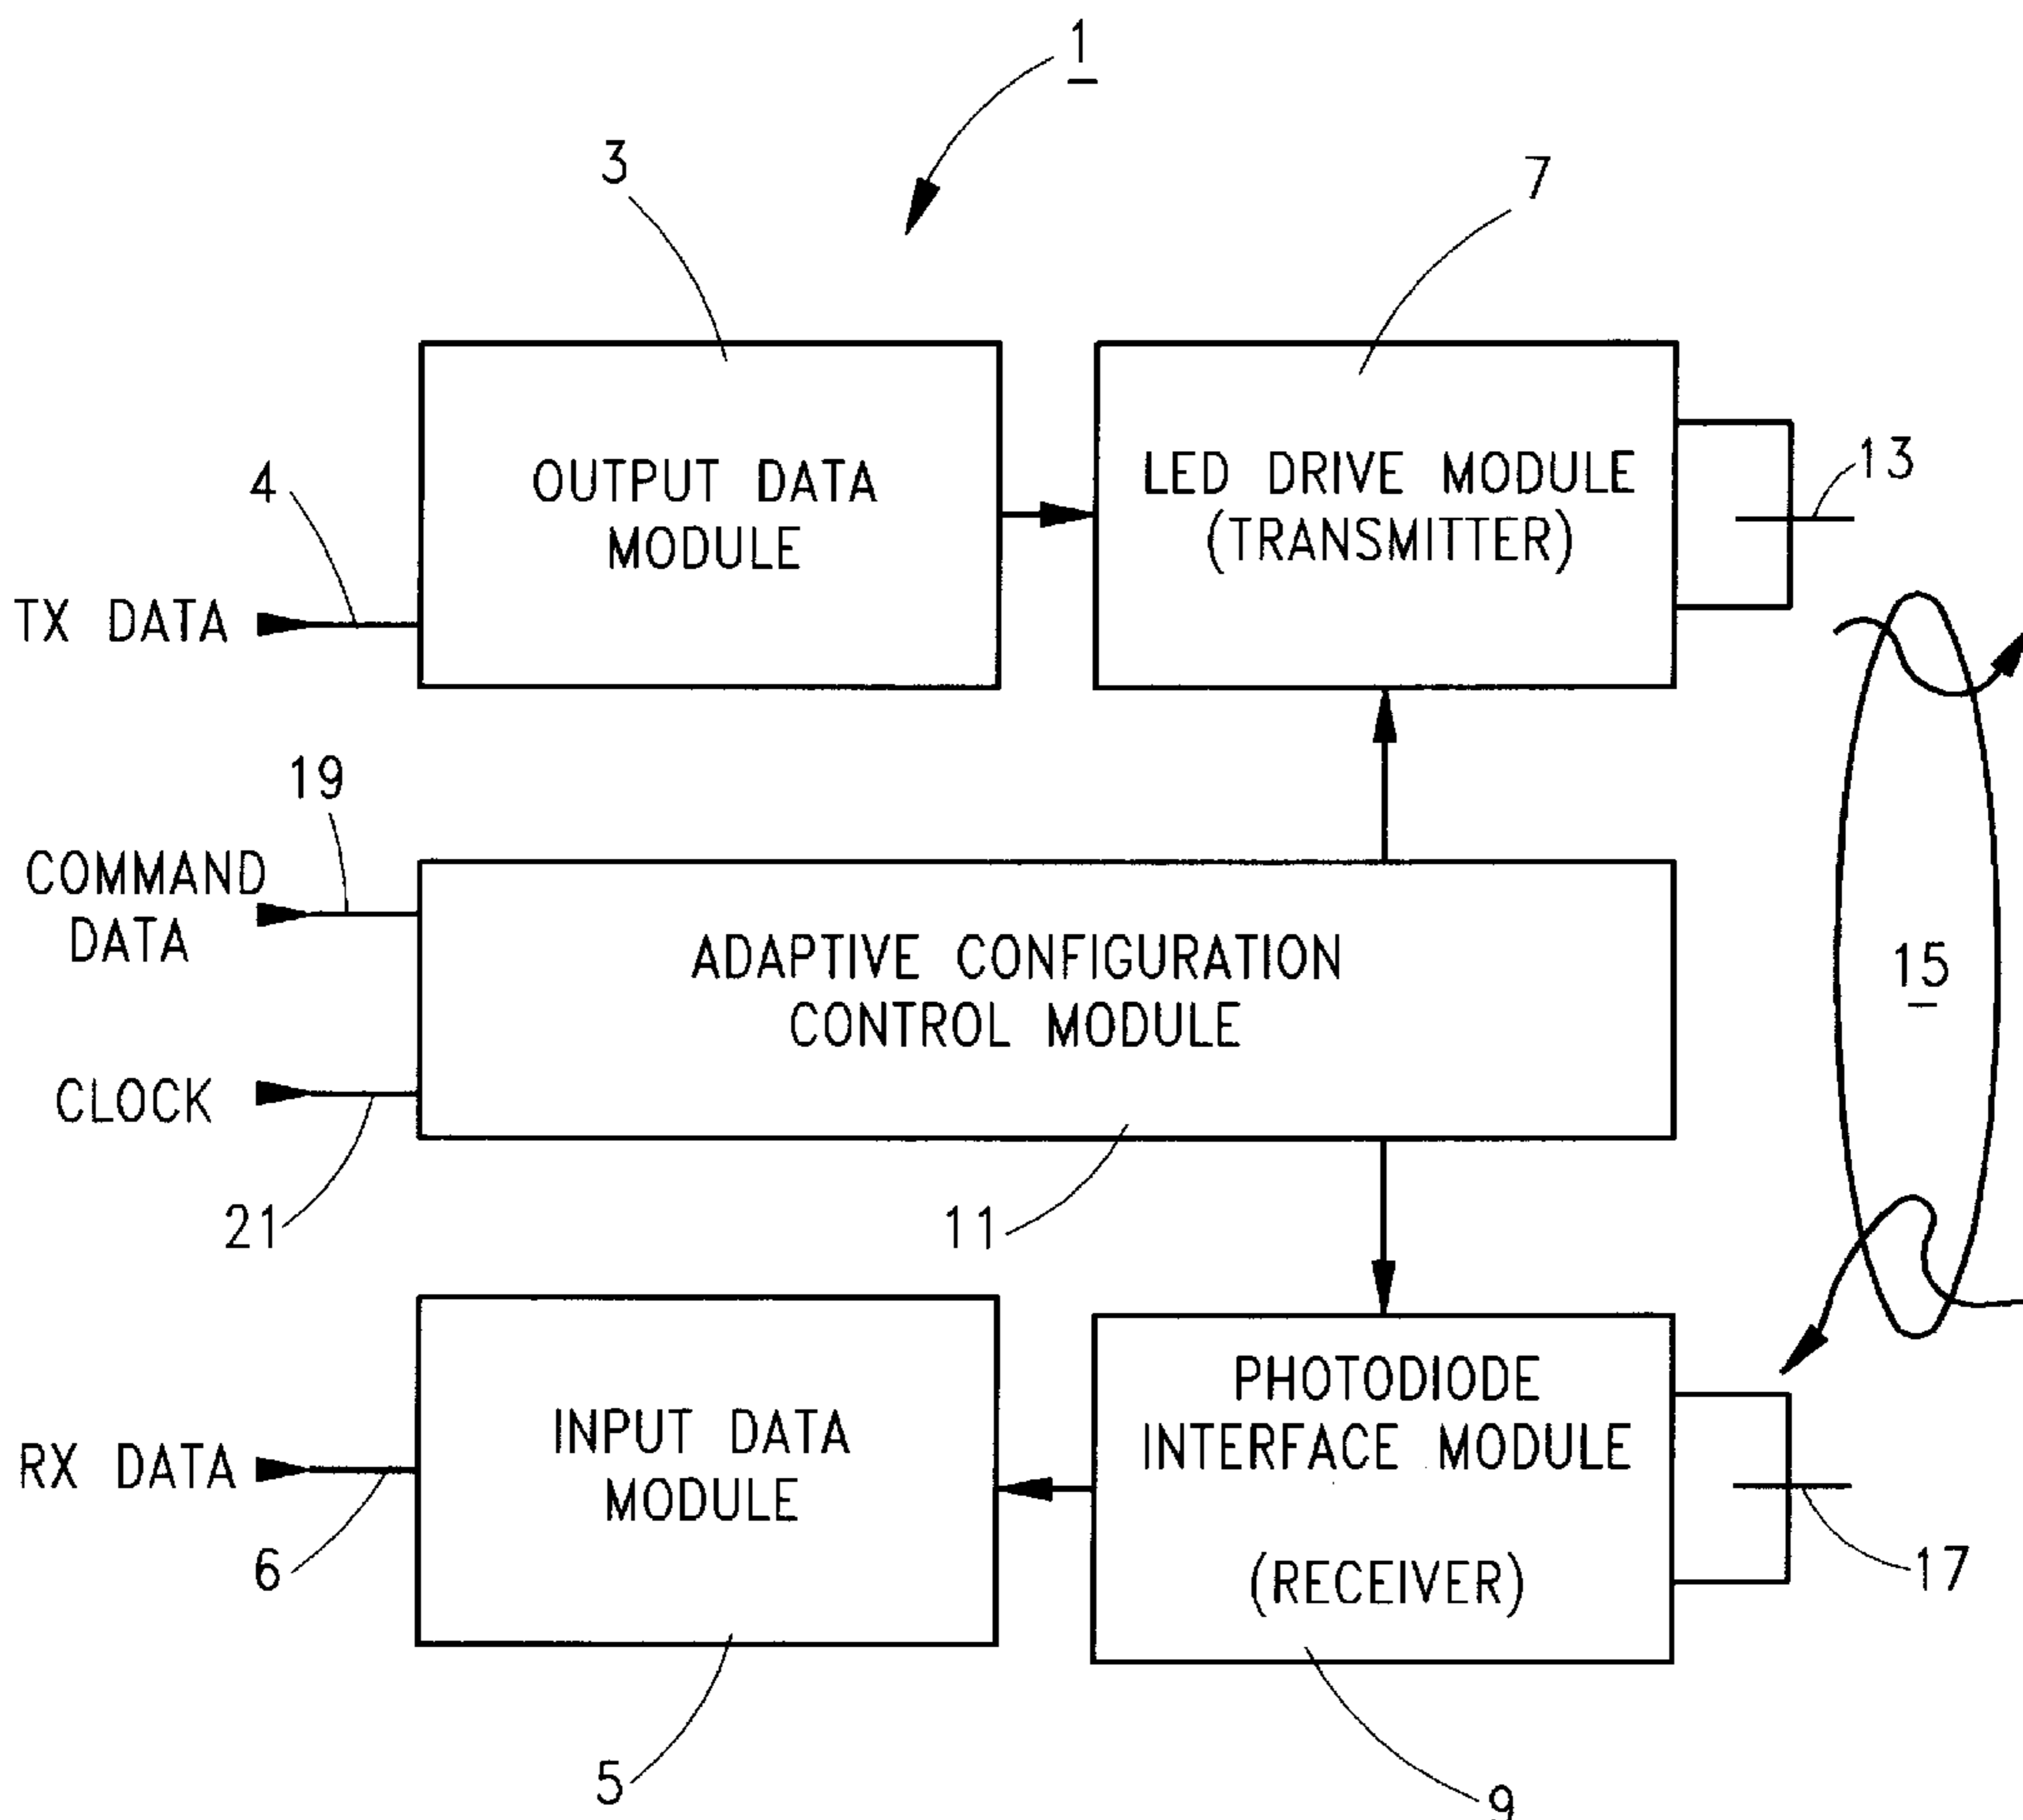 1
3
7
OUTPUT DATA
MODULE
LED DRIVE MODULE
(TRANSMITTER)
13
4
TX DATA
19
COMMAND
DATA
ADAPTIVE CONFIGURATION
CONTROL MODULE
15
CLOCK
21
11
PHOTODIODE
INTERFACE MODULE
(RECEIVER)
INPUT DATA
MODULE
RX DATA
6
17
5
9